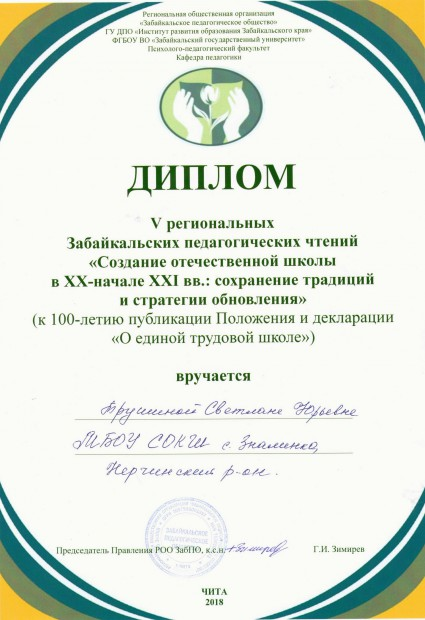 Региональная общественная организация
«Забайкальское педагогическое общество»
ГУ ДПО «Институт развития образования Забайкальского края»
ФГБОУ ВО «Забайкальский государственный университет»
Психолого-педагогический факультет
Кафедра педагогики
ДИПЛОМ
V региональных
Забайкальских педагогических чтений
«Создание отечественной школы
в XX-начале XXI вв.: сохранение традиций
и стратегии обновления»
(к 100-летию публикации Положения и декларации
«О единой трудовой школе»)
вручается
Трушиной Светлане Юрьевне
МБОУ СОКШ с. Знаменка,
Нерчинский р-он.
ЗАБАЙКАЛЬСКОЕ
ПЕДАГОГИЧЕСКОЕ
Председатель Правления РОО ЗабПО, к.с.н.
Г.И. Зимирев
ЧИТА
2018